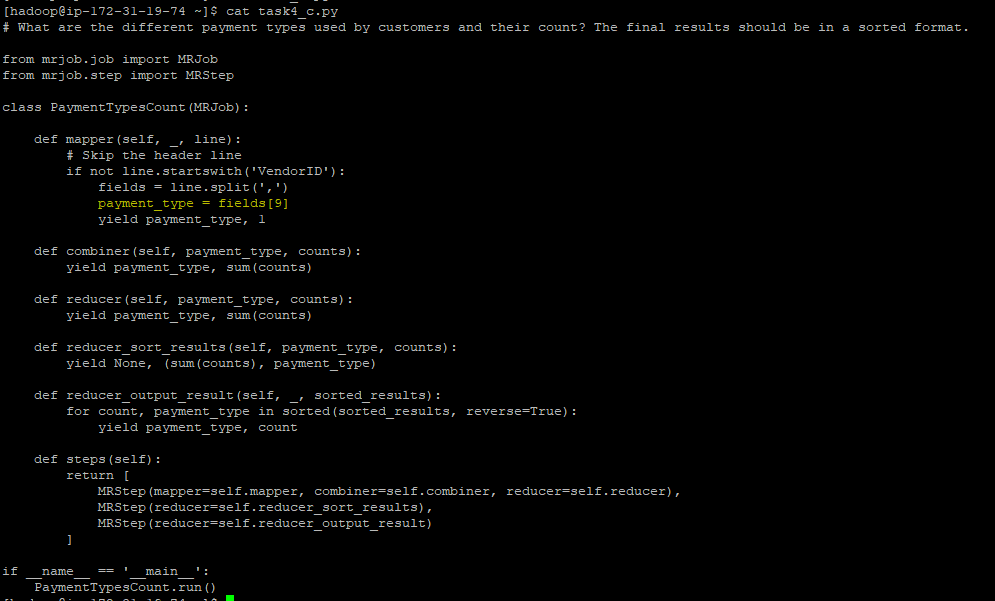 [hadoop@ip-172-31-19-74 ~]$ cat task4_c.py
# What are the different payment types used by customers and their count? The final results should be in a sorted format.
from mrjob.job import MRJob
from mrjob.step import MRStep
class PaymentTypesCount(MRJob):
    def mapper(self, _, line):
        # Skip the header line
        if not line.startswith('VendorID'):
            fields = line.split(',')
            payment_type = fields[9]
            yield payment_type, 1
    def combiner(self, payment_type, counts):
        yield payment_type, sum(counts)
    def reducer(self, payment_type, counts):
        yield payment_type, sum(counts)
    def reducer_sort_results(self, payment_type, counts):
        yield None, (sum(counts), payment_type)
    def reducer_output_result(self, _, sorted_results):
        for count, payment_type in sorted(sorted_results, reverse=True):
            yield payment_type, count
    def steps(self):
        return [
            MRStep(mapper=self.mapper, combiner=self.combiner, reducer=self.reducer),
            MRStep(reducer=self.reducer_sort_results),
            MRStep(reducer=self.reducer_output_result)
        ]
if __name__ == '__main__':
    PaymentTypesCount.run()